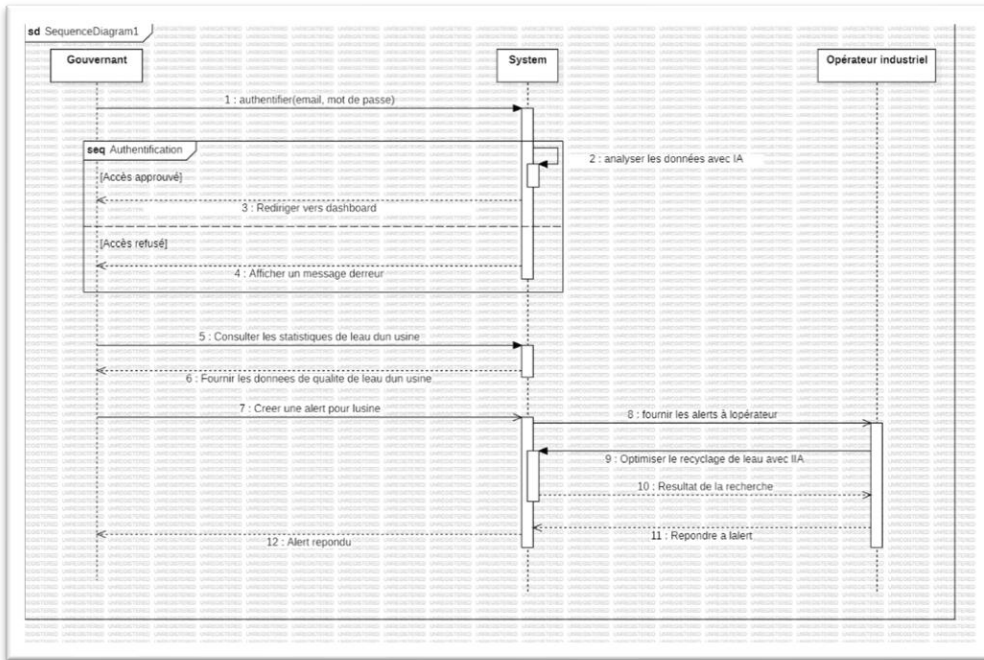 sd SequenceDiagram1
Gouvernant
System
Opérateur industriel
1 : authentifier(email, mot de passe)
seq Authentification
2 : analyser les données avec IA
[Accès approuvé]
3 : Rediriger vers dashboard
[Accès refusé]
4 : Afficher un message derreur
5 : Consulter les statistiques de leau dun usine
6 : Fournir les donnees de qualite de leau dun usine
7 : Creer une alert pour lusine
8 : fournir les alerts à lopérateur
9 : Optimiser le recyclage de leau avec lIA
10 : Resultat de la recherche
11 : Repondre a lalert
12 : Alert repondu